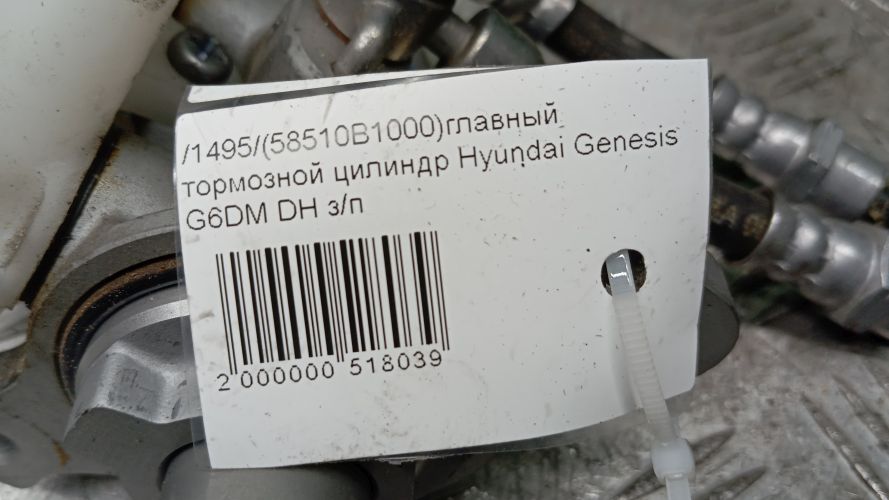 /1495/(58510B1000)главный
тормозной цилиндр Hyundai Genesis
G6DM DH з/п
2 000000 518039